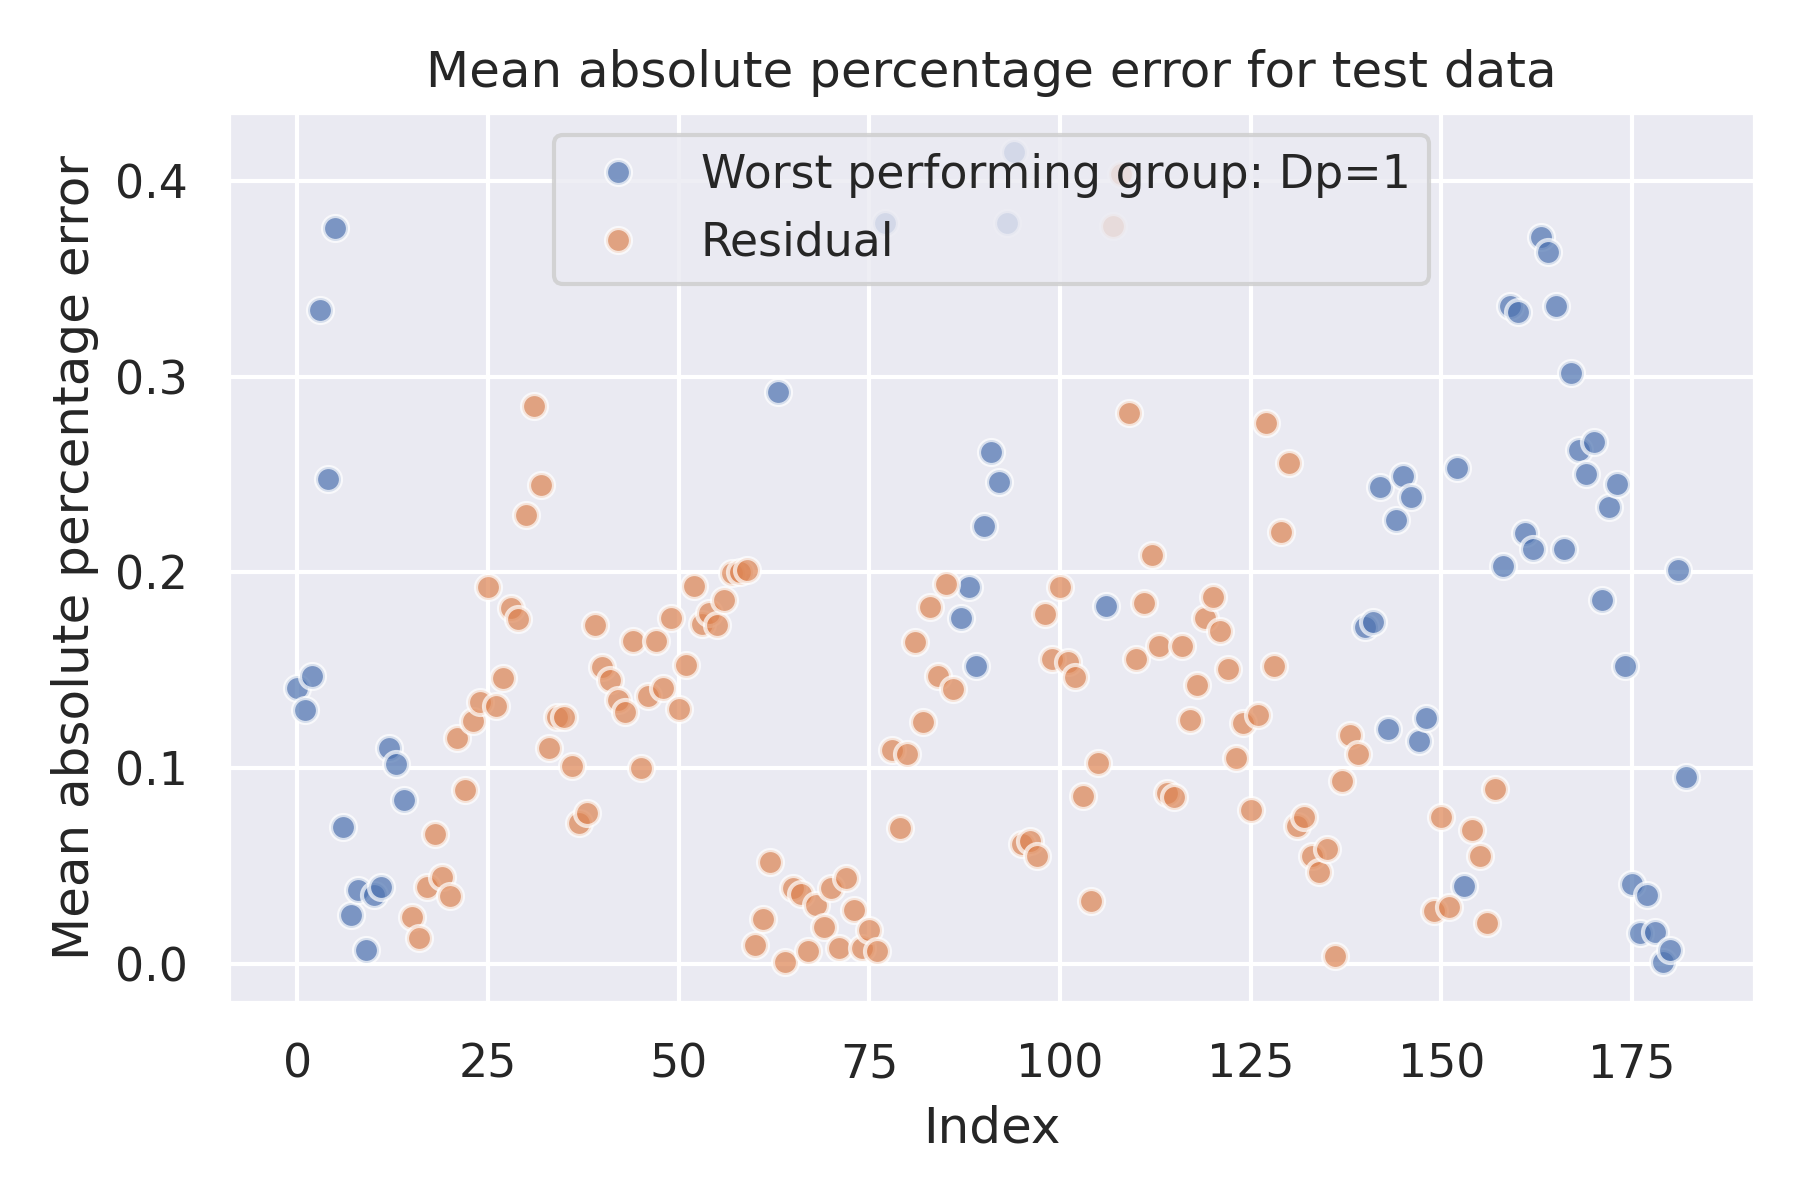 Mean absolute percentage error for test data
Worst performing group: Dp=1
Residual
Mean absolute percentage error
0.4
0.3
0.2
0.1
0.0
0 25 50 75 100 125 150 175
Index